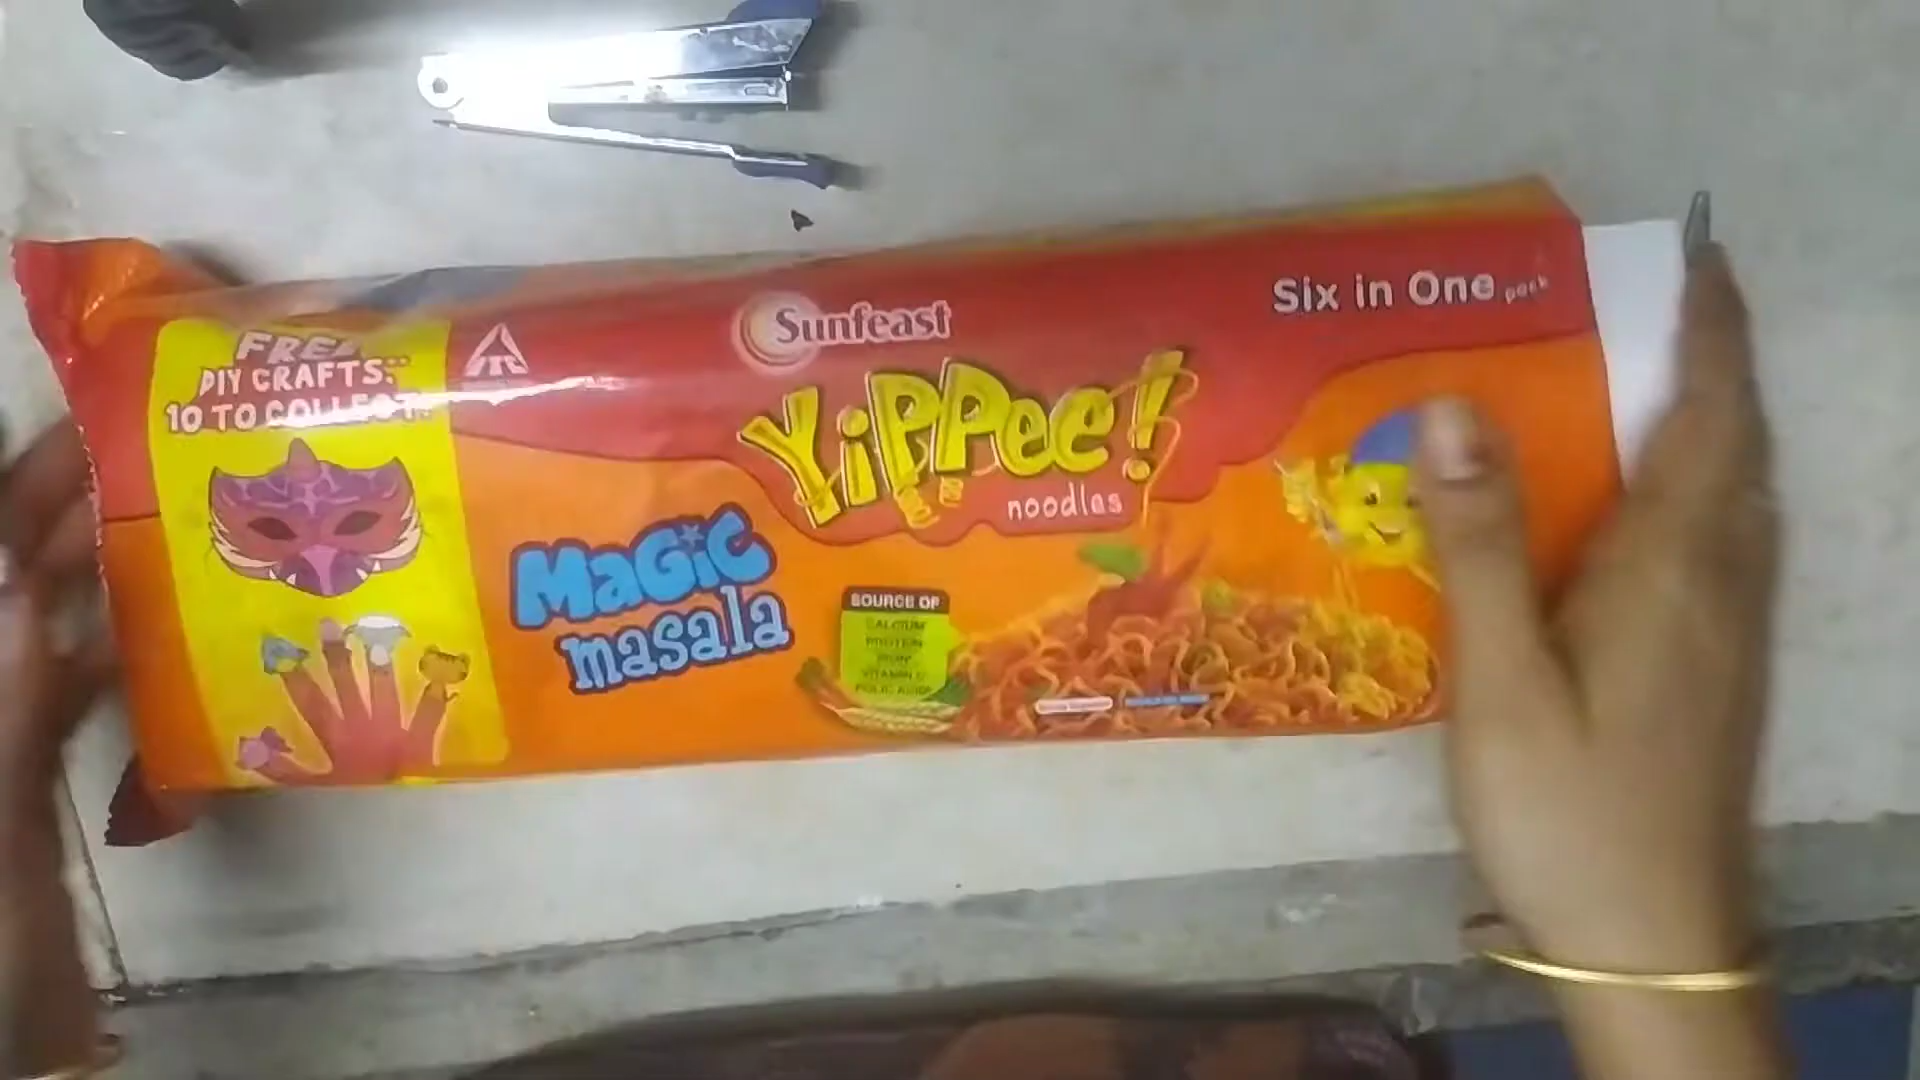 FREE
DIY CRAFTS.
10 TO COLLECT.
ITC
Sunfeast
YiPPee!
noodles
Six in One pack
MaGiC
masala
SOURCE OF
CALCIUM
PROTEIN
IRON
VITAMIN C
FOLIC ACID